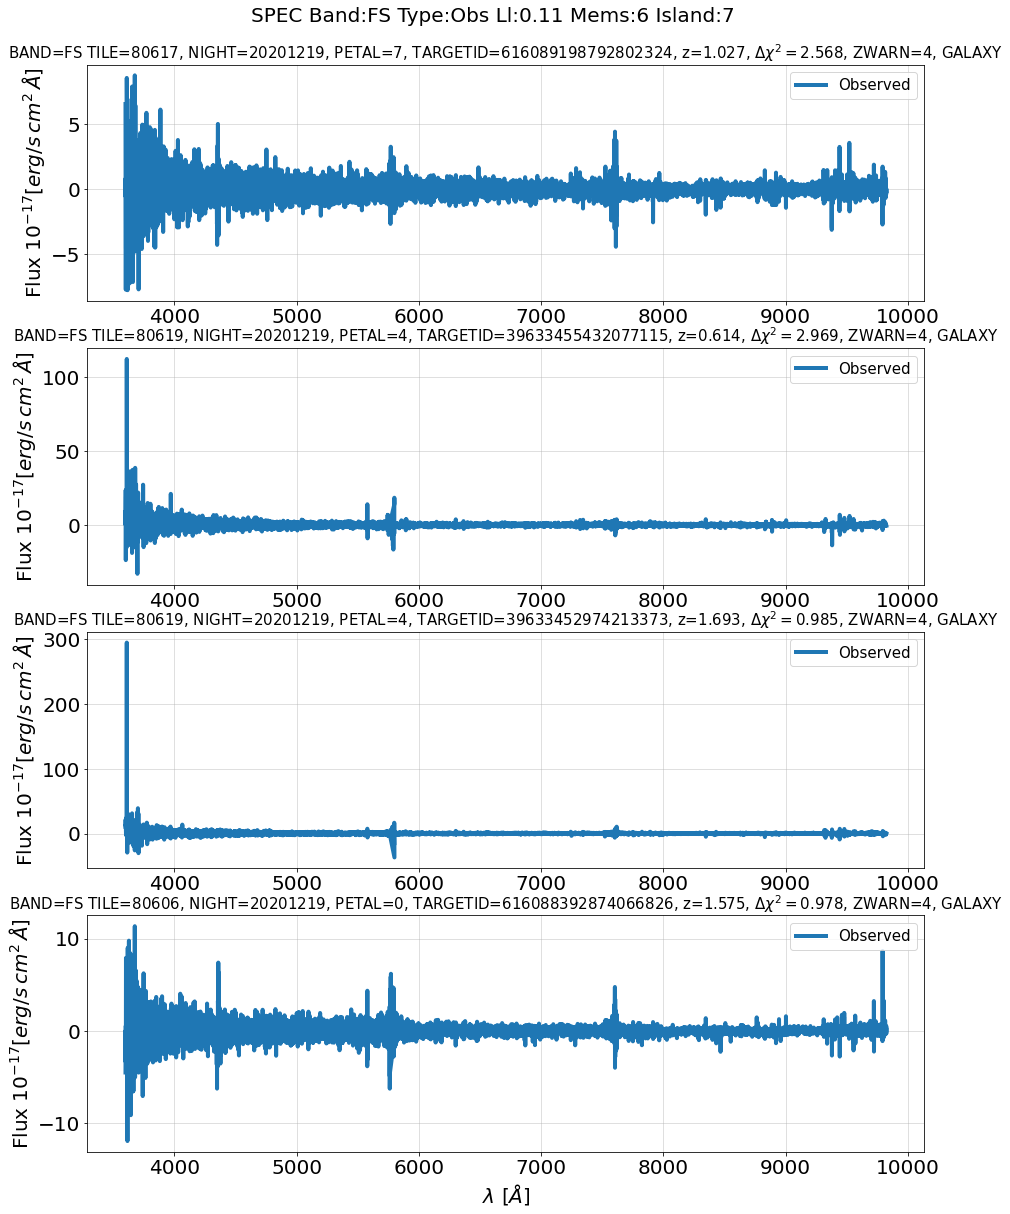 SPEC Band:FS Type:Obs Ll:0.11 Mems:6 Island:7
BAND=FS TILE=80617, NIGHT=20201219, PETAL=7, TARGETID=616089198792802324, z=1.027, Δχ² = 2.568, ZWARN=4, GALAXY
Flux 10⁻¹⁷[erg/s cm² Å]
5
0
−5
Observed
4000 5000 6000 7000 8000 9000 10000
BAND=FS TILE=80619, NIGHT=20201219, PETAL=4, TARGETID=39633455432077115, z=0.614, Δχ² = 2.969, ZWARN=4, GALAXY
Flux 10⁻¹⁷[erg/s cm² Å]
100
50
0
Observed
4000 5000 6000 7000 8000 9000 10000
BAND=FS TILE=80619, NIGHT=20201219, PETAL=4, TARGETID=39633452974213373, z=1.693, Δχ² = 0.985, ZWARN=4, GALAXY
Flux 10⁻¹⁷[erg/s cm² Å]
300
200
100
0
Observed
4000 5000 6000 7000 8000 9000 10000
BAND=FS TILE=80606, NIGHT=20201219, PETAL=0, TARGETID=616088392874066826, z=1.575, Δχ² = 0.978, ZWARN=4, GALAXY
Flux 10⁻¹⁷[erg/s cm² Å]
10
0
−10
Observed
4000 5000 6000 7000 8000 9000 10000
λ [Å]